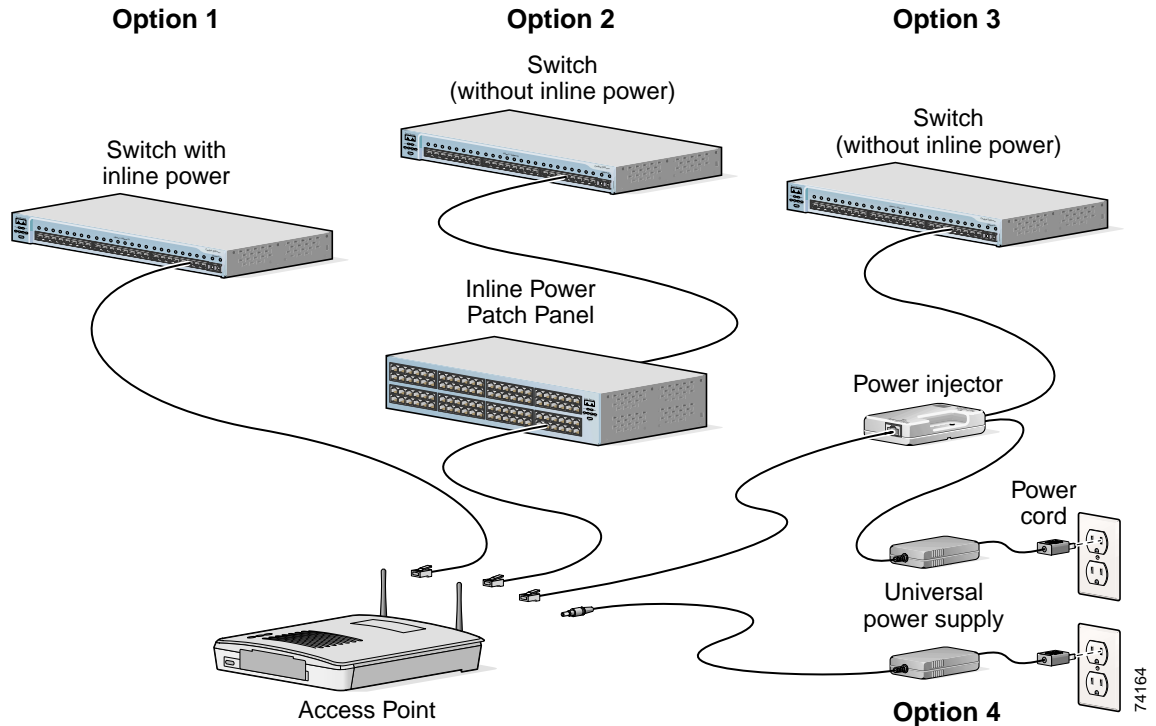 Option 1
Option 2
Option 3
Switch
(without inline power)
Switch
(without inline power)
Switch with
inline power
Inline Power
Patch Panel
Power injector
Power
cord
Universal
power supply
Access Point
Option 4
74164